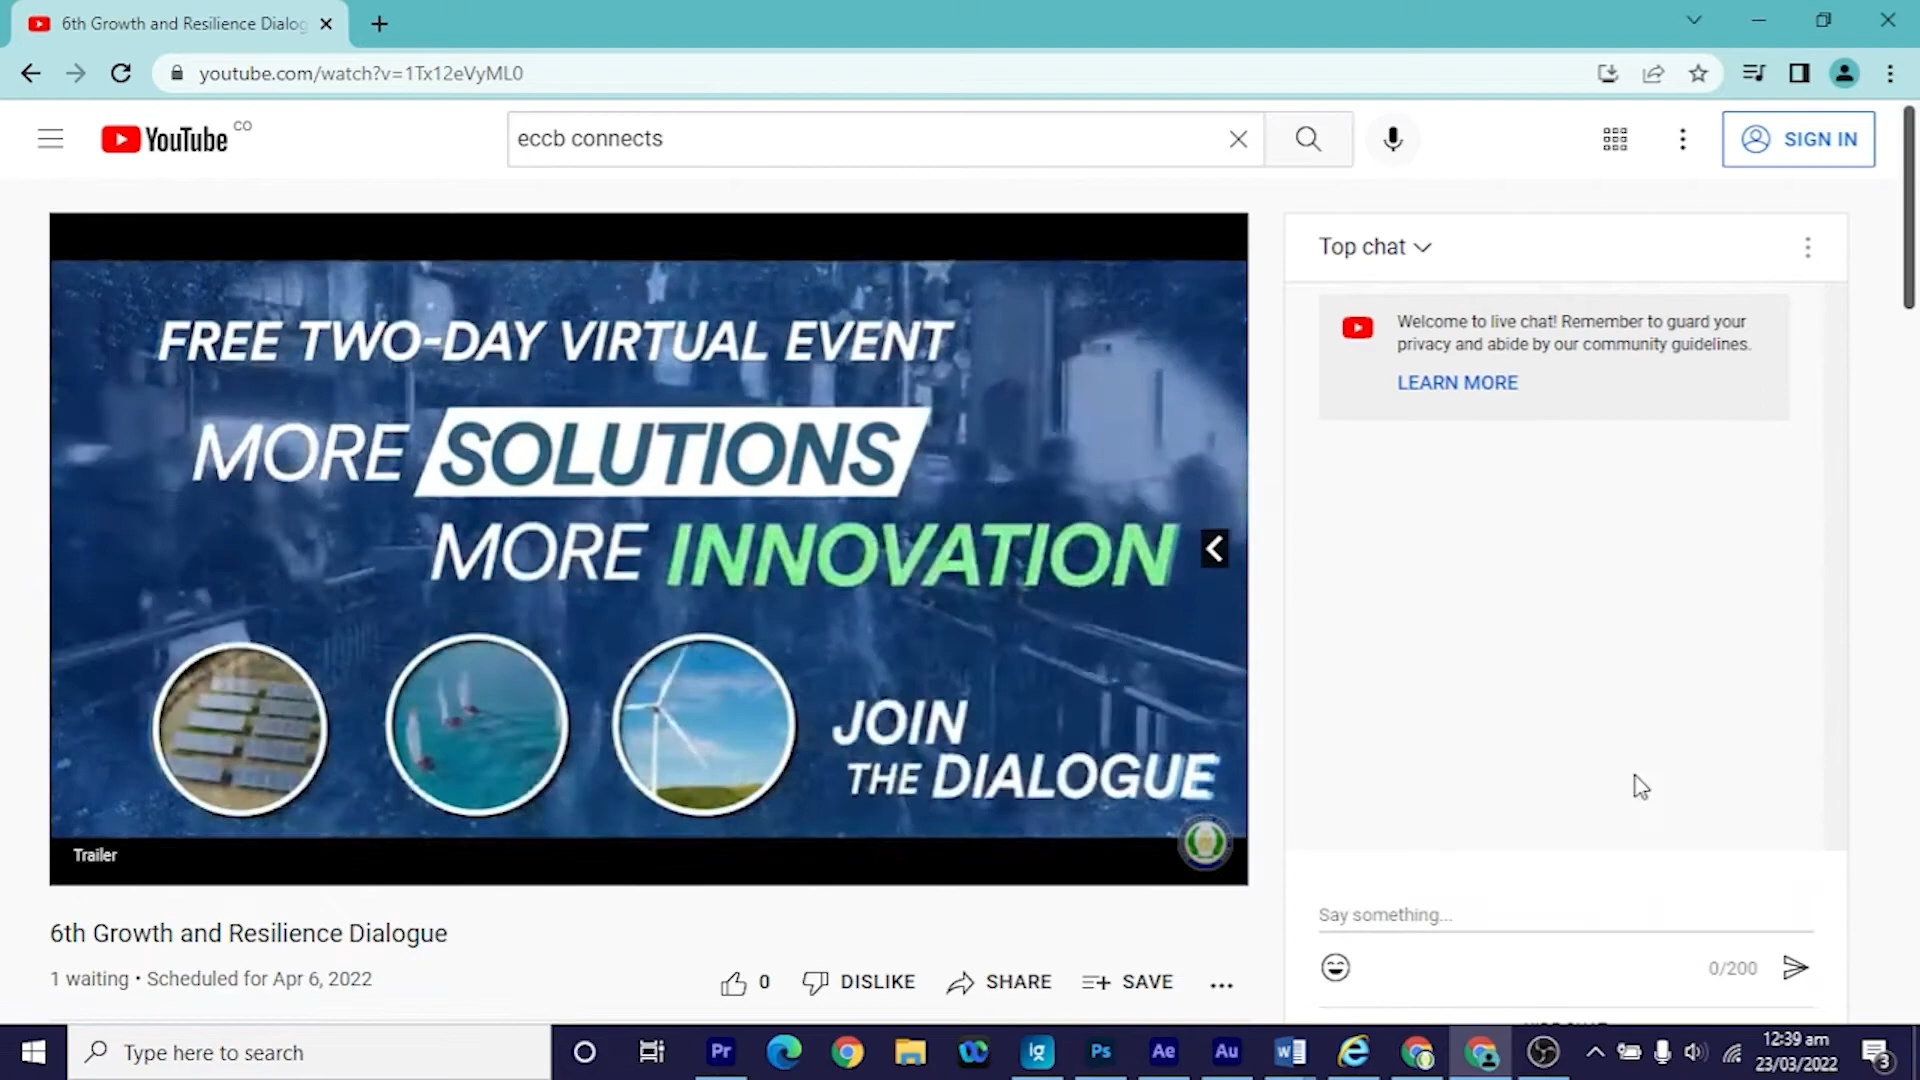 6th Growth and Resilience Dialog
youtube.com/watch?v=1Tx12eVyML0
YouTube CO
eccb connects
SIGN IN
FREE TWO-DAY VIRTUAL EVENT
MORE SOLUTIONS
MORE INNOVATION
JOIN
THE DIALOGUE
Trailer
Top chat
Welcome to live chat! Remember to guard your
privacy and abide by our community guidelines.
LEARN MORE
Say something...
0/200
6th Growth and Resilience Dialogue
1 waiting • Scheduled for Apr 6, 2022
0 DISLIKE SHARE SAVE
Type here to search
Pr
Ig
Ps
Ae
Au
12:39 am
23/03/2022
3